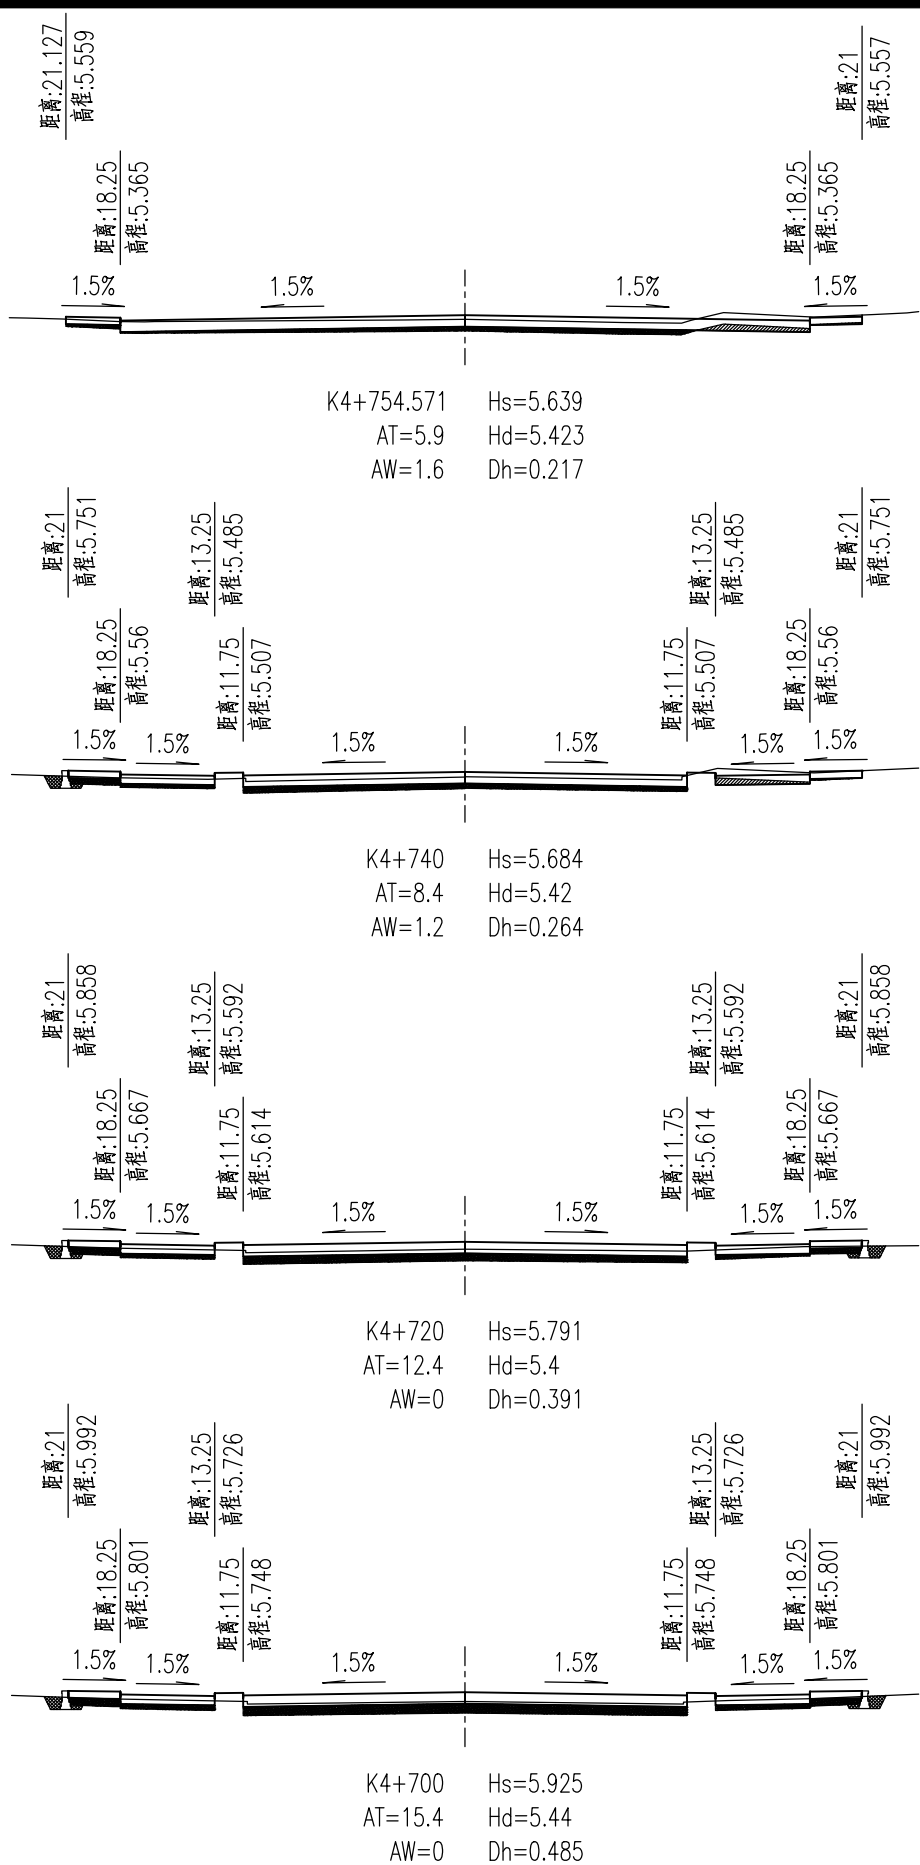 距离:21.127
高程:5.559
距离:21
高程:5.557
距离:18.25
高程:5.365
距离:18.25
高程:5.365
1.5%
1.5%
1.5%
1.5%
K4+754.571 Hs=5.639
AT=5.9 Hd=5.423
AW=1.6 Dh=0.217
距离:21
高程:5.751
距离:13.25
高程:5.485
距离:13.25
高程:5.485
距离:21
高程:5.751
距离:18.25
高程:5.56
距离:11.75
高程:5.507
距离:11.75
高程:5.507
距离:18.25
高程:5.56
1.5%
1.5%
1.5%
1.5%
1.5%
1.5%
K4+740 Hs=5.684
AT=8.4 Hd=5.42
AW=1.2 Dh=0.264
距离:21
高程:5.858
距离:13.25
高程:5.592
距离:13.25
高程:5.592
距离:21
高程:5.858
距离:18.25
高程:5.667
距离:11.75
高程:5.614
距离:11.75
高程:5.614
距离:18.25
高程:5.667
1.5%
1.5%
1.5%
1.5%
1.5%
1.5%
K4+720 Hs=5.791
AT=12.4 Hd=5.4
AW=0 Dh=0.391
距离:21
高程:5.992
距离:13.25
高程:5.726
距离:13.25
高程:5.726
距离:21
高程:5.992
距离:18.25
高程:5.801
距离:11.75
高程:5.748
距离:11.75
高程:5.748
距离:18.25
高程:5.801
1.5%
1.5%
1.5%
1.5%
1.5%
1.5%
K4+700 Hs=5.925
AT=15.4 Hd=5.44
AW=0 Dh=0.485